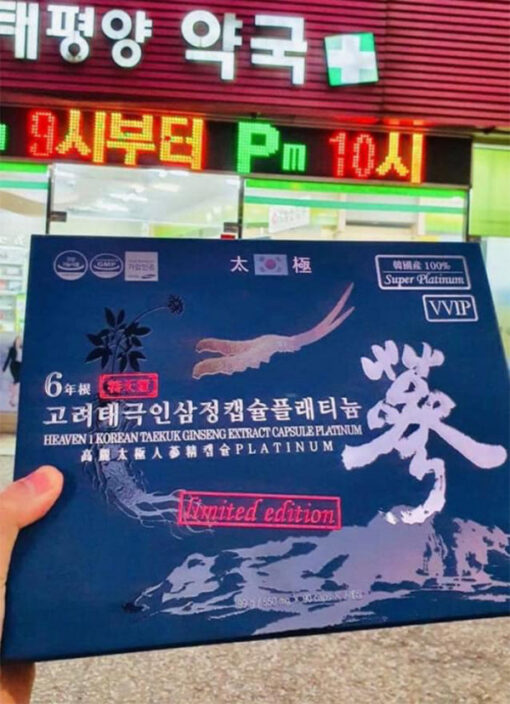 태평양 약국
9시부터 Pm 10시
GMP
太 極
韓國産 100%
Super Platinum
VVIP
6年根
고려태극인삼정캡슐플래티늄
HEAVEN 1 KOREAN TAEKUK GINSENG EXTRACT CAPSULE PLATINUM
高麗太極人蔘精캡슐PLATINUM
蔘
limited edition